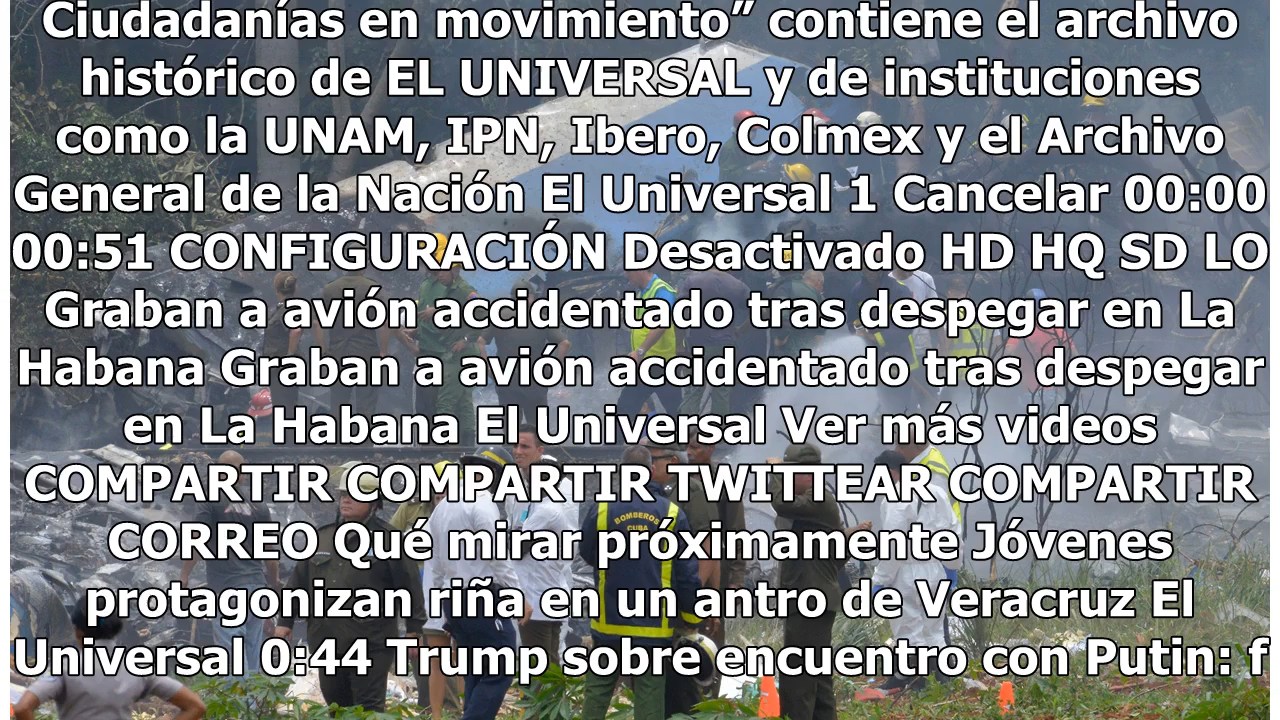 Ciudadanías en movimiento” contiene el archivo
histórico de EL UNIVERSAL y de instituciones
como la UNAM, IPN, Ibero, Colmex y el Archivo
General de la Nación El Universal 1 Cancelar 00:00
00:51 CONFIGURACIÓN Desactivado HD HQ SD LO
Graban a avión accidentado tras despegar en La
Habana Graban a avión accidentado tras despegar
en La Habana El Universal Ver más videos
COMPARTIR COMPARTIR TWITTEAR COMPARTIR
CORREO Qué mirar próximamente Jóvenes
protagonizan riña en un antro de Veracruz El
Universal 0:44 Trump sobre encuentro con Putin: f
BOMBEROS
CUBA